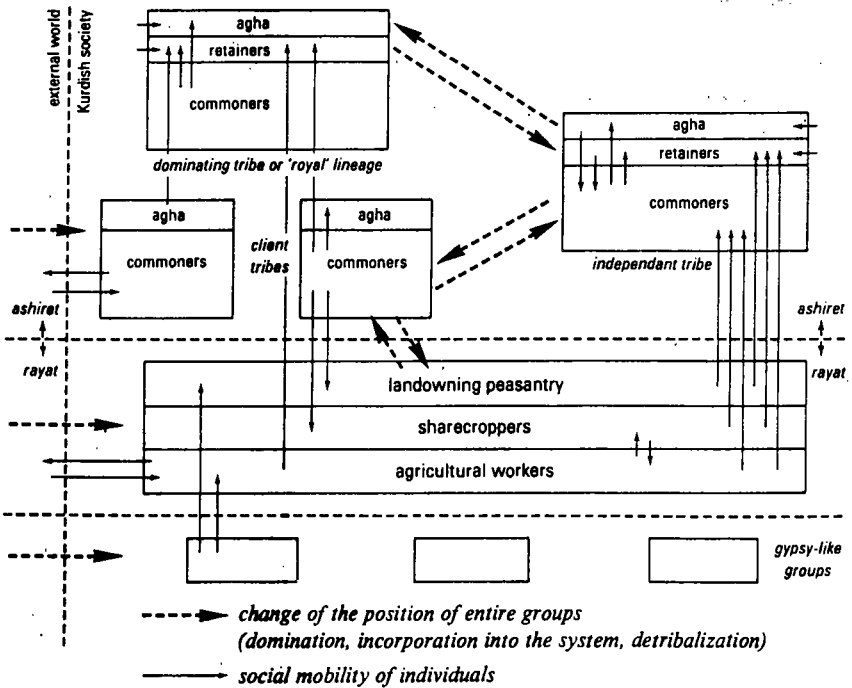 external world
Kurdish society
agha
retainers
commoners
dominating tribe or 'royal' lineage
agha
retainers
commoners
independant tribe
agha
commoners
client
tribes
agha
commoners
ashiret
rayat
ashiret
rayat
landowning peasantry
sharecroppers
agricultural workers
gypsy-like
groups
change of the position of entire groups
(domination, incorporation into the system, detribalization)
social mobility of individuals